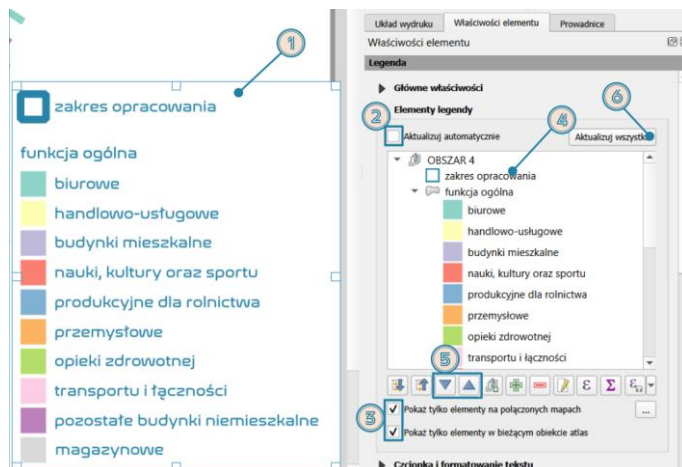 1
zakres opracowania
funkcja ogólna
biurowe
handlowo-usługowe
budynki mieszkalne
nauki, kultury oraz sportu
produkcyjne dla rolnictwa
przemysłowe
opieki zdrowotnej
transportu i łączności
pozostałe budynki niemieszkalne
magazynowe
Układ wydruku Właściwości elementu Prowadnice
Właściwości elementu
Legenda
Główne właściwości
6
Elementy legendy
2 4
Aktualizuj automatycznie Aktualizuj wszystk
OBSZAR 4
zakres opracowania
funkcja ogólna
biurowe
handlowo-usługowe
budynki mieszkalne
nauki, kultury oraz sportu
produkcyjne dla rolnictwa
przemysłowe
opieki zdrowotnej
5
transportu i łączności
ε Σ ε
3
Pokaż tylko elementy na połączonych mapach ...
Pokaż tylko elementy w bieżącym obiekcie atlas
Czcionka i formatowanie tekstu